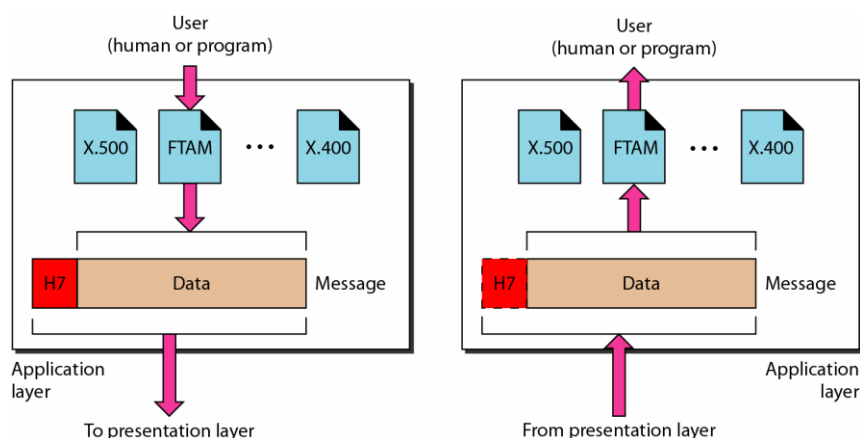 User
(human or program)
X.500
FTAM
•••
X.400
H7
Data
Message
Application
layer
To presentation layer
User
(human or program)
X.500
FTAM
•••
X.400
H7
Data
Message
Application
layer
From presentation layer